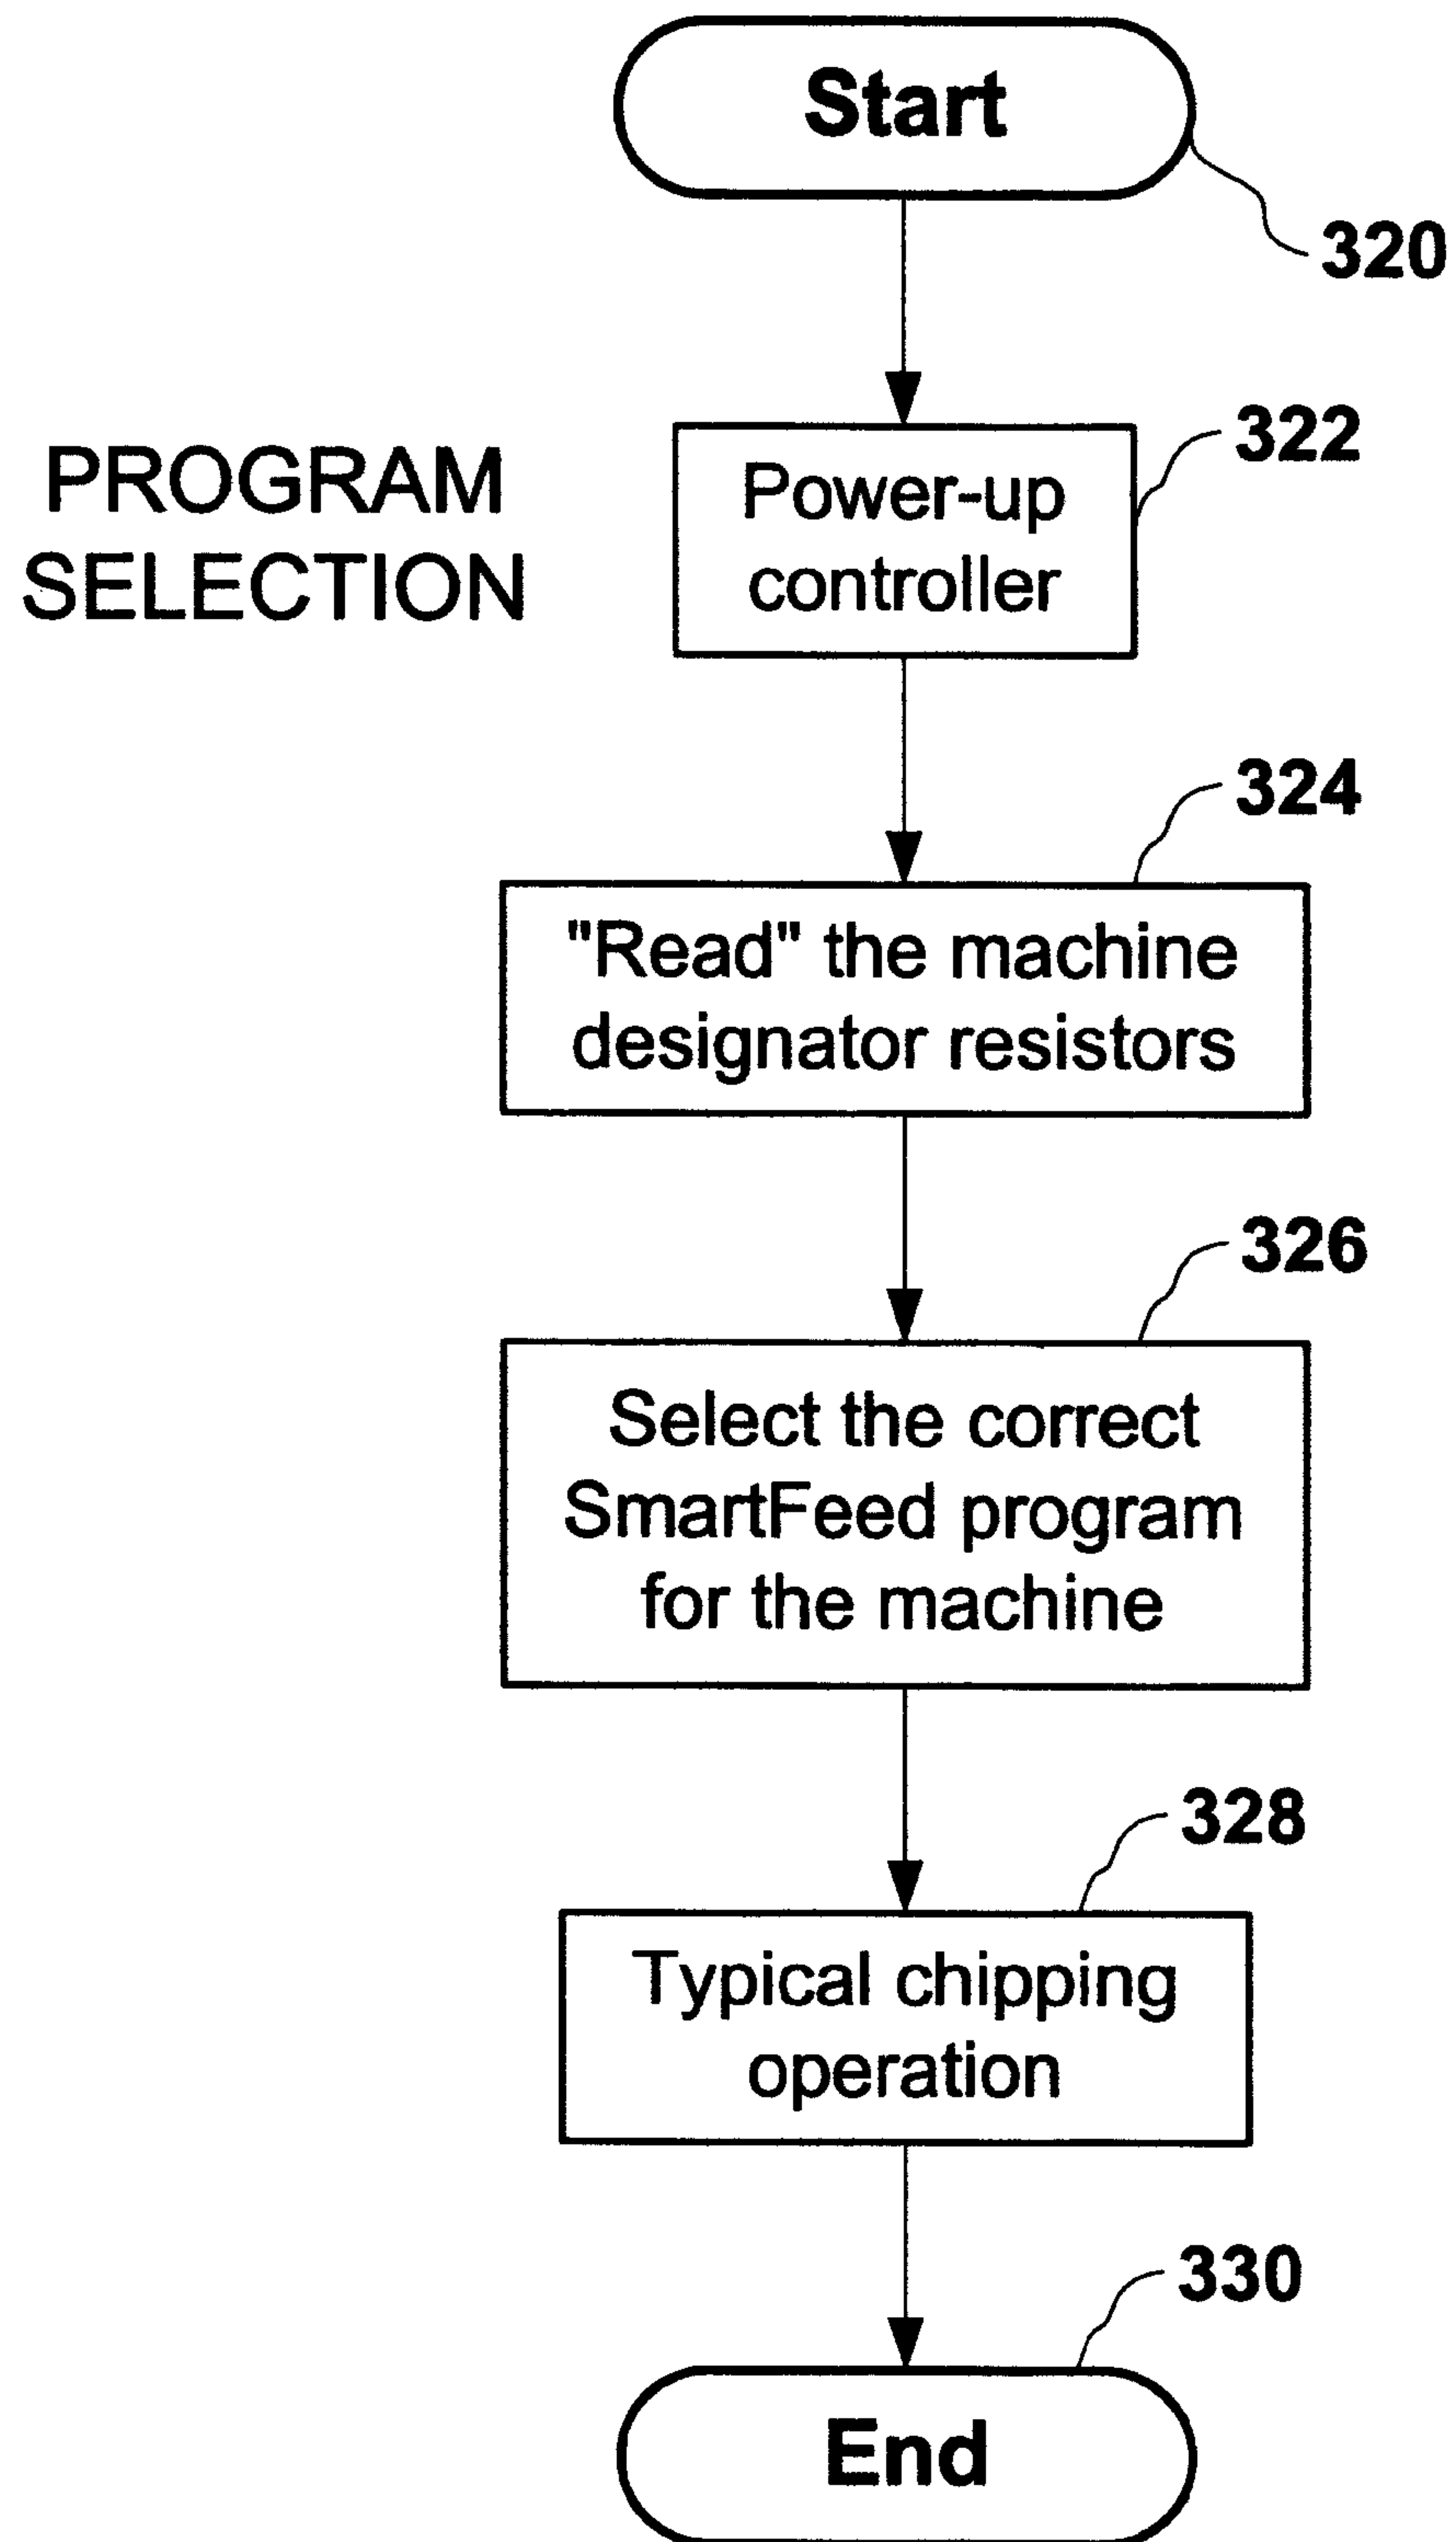 Start
320
PROGRAM
SELECTION
322
Power-up
controller
324
"Read" the machine
designator resistors
326
Select the correct
SmartFeed program
for the machine
328
Typical chipping
operation
330
End